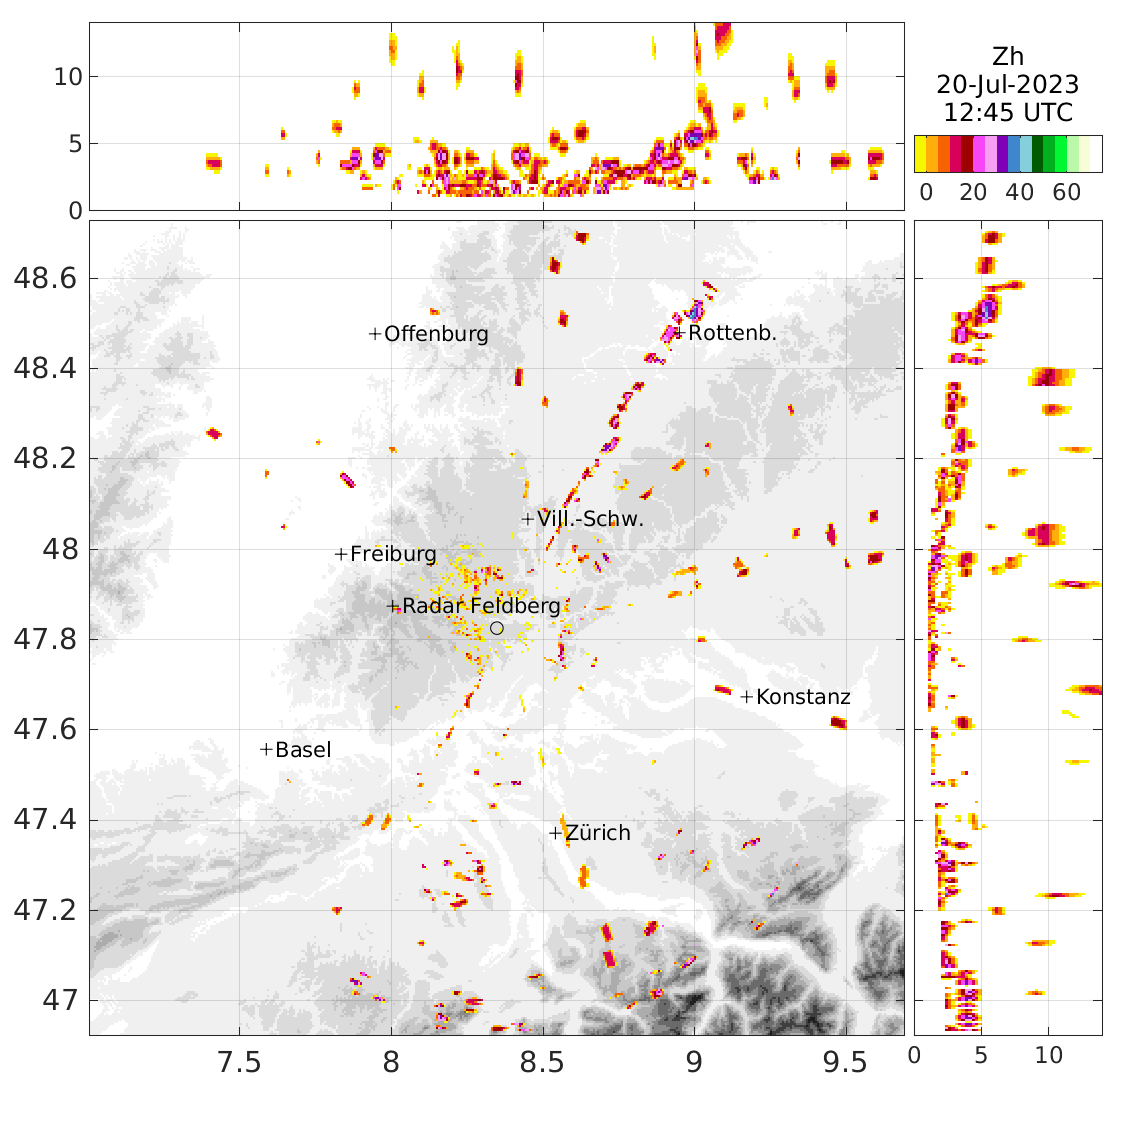 10
5
0
Zh
20-Jul-2023
12:45 UTC
0 20 40 60
48.6
48.4
48.2
48
47.8
47.6
47.4
47.2
47
+Offenburg
+Rottenb.
+Vill.-Schw.
+Freiburg
+Radar Feldberg
+Konstanz
+Basel
+Zürich
7.5 8 8.5 9 9.5
0 5 10